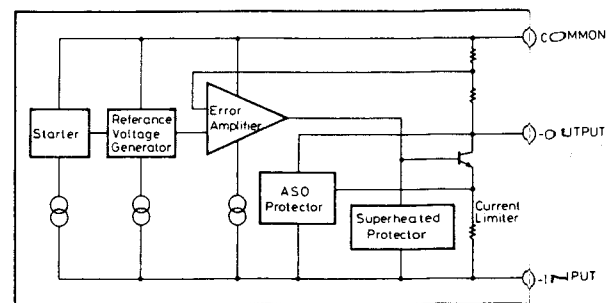 COMMON
Error
Amplifier
Starter
Referance
Voltage
Generator
-OUTPUT
ASO
Protector
Superheated
Protector
Current
Limiter
-INPUT